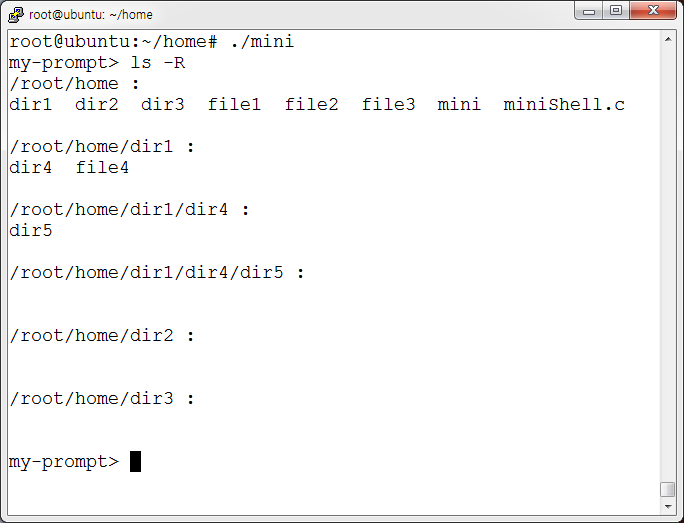 root@ubuntu: ~/home
root@ubuntu:~/home# ./mini
my-prompt> ls -R
/root/home :
dir1  dir2  dir3  file1  file2  file3  mini  miniShell.c
/root/home/dir1 :
dir4  file4
/root/home/dir1/dir4 :
dir5
/root/home/dir1/dir4/dir5 :
/root/home/dir2 :
/root/home/dir3 :
my-prompt>